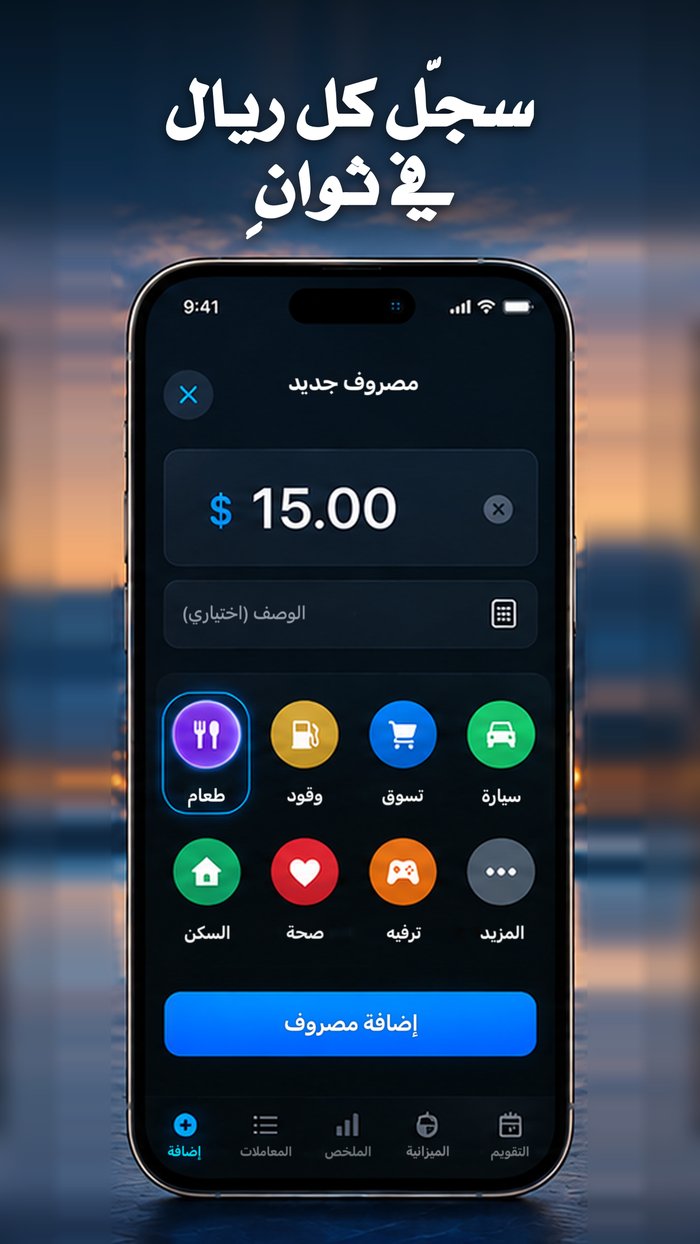 سجّل كل ريال
في ثوانٍ
9:41
مصروف جديد
$ 15.00
الوصف (اختياري)
طعام
وقود
تسوق
سيارة
السكن
صحة
ترفيه
المزيد
إضافة مصروف
إضافة
المعاملات
الملخص
الميزانية
التقويم